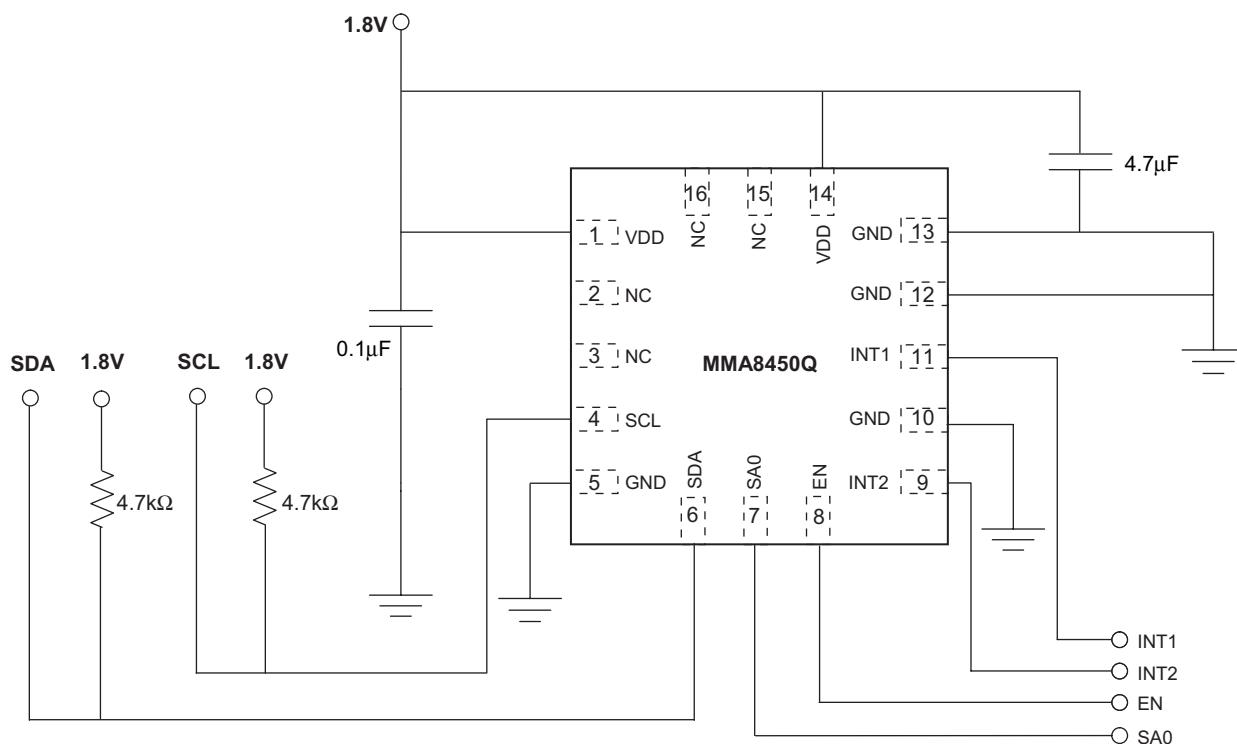 1.8V
4.7μF
16
15
14
NC
NC
VDD
1
VDD
GND
13
2
NC
GND
12
0.1μF
3
NC
MMA8450Q
INT1
11
SDA
1.8V
SCL
1.8V
4
SCL
GND
10
4.7kΩ
4.7kΩ
5
GND
SDA
SA0
EN
INT2
9
6
7
8
INT1
INT2
EN
SA0